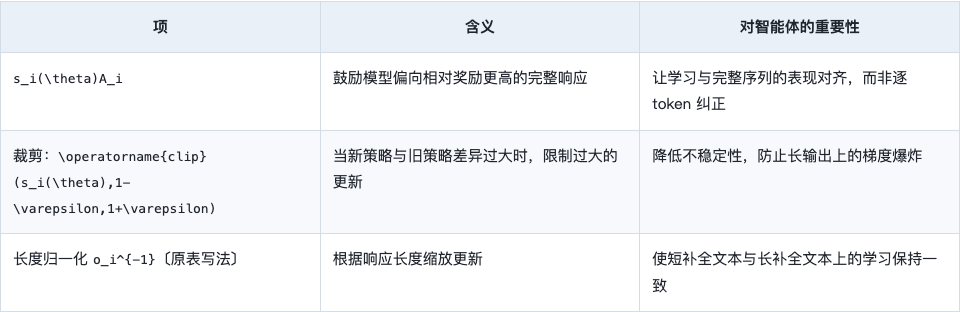 项
含义
对智能体的重要性
s_i(\theta)A_i
鼓励模型偏向相对奖励更高的完整响应
让学习与完整序列的表现对齐，而非逐
token 纠正
裁剪：\operatorname{clip}
(s_i(\theta),1-
\varepsilon,1+\varepsilon)
当新策略与旧策略差异过大时，限制过大的
更新
降低不稳定性，防止长输出上的梯度爆炸
长度归一化 o_i^{-1}〔原表写法〕
根据响应长度缩放更新
使短补全文本与长补全文本上的学习保持一
致